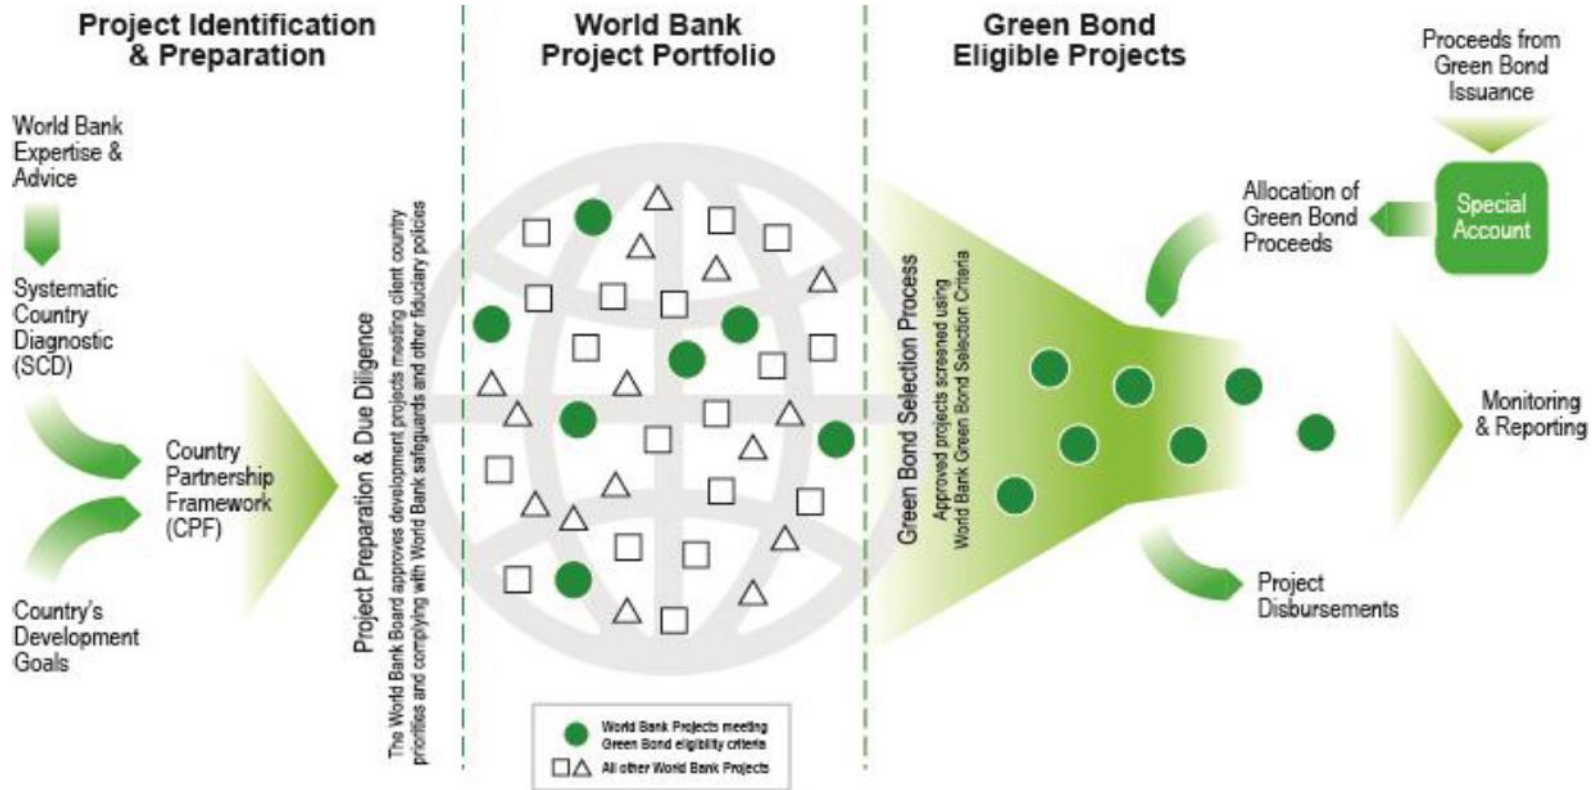 Project Identification
& Preparation
World Bank
Expertise &
Advice
Systematic
Country
Diagnostic
(SCD)
Country
Partnership
Framework
(CPF)
Country's
Development
Goals
Project Preparation & Due Diligence
The World Bank Board approves development projects meeting client country
priorities and complying with World Bank safeguards and other fiduciary policies
World Bank
Project Portfolio
World Bank Projects meeting
Green Bond eligibility criteria
All other World Bank Projects
Green Bond
Eligible Projects
Green Bond Selection Process
Approved projects screened using
World Bank Green Bond Selection Criteria
Proceeds from
Green Bond
Issuance
Special
Account
Allocation of
Green Bond
Proceeds
Monitoring
& Reporting
Project
Disbursements